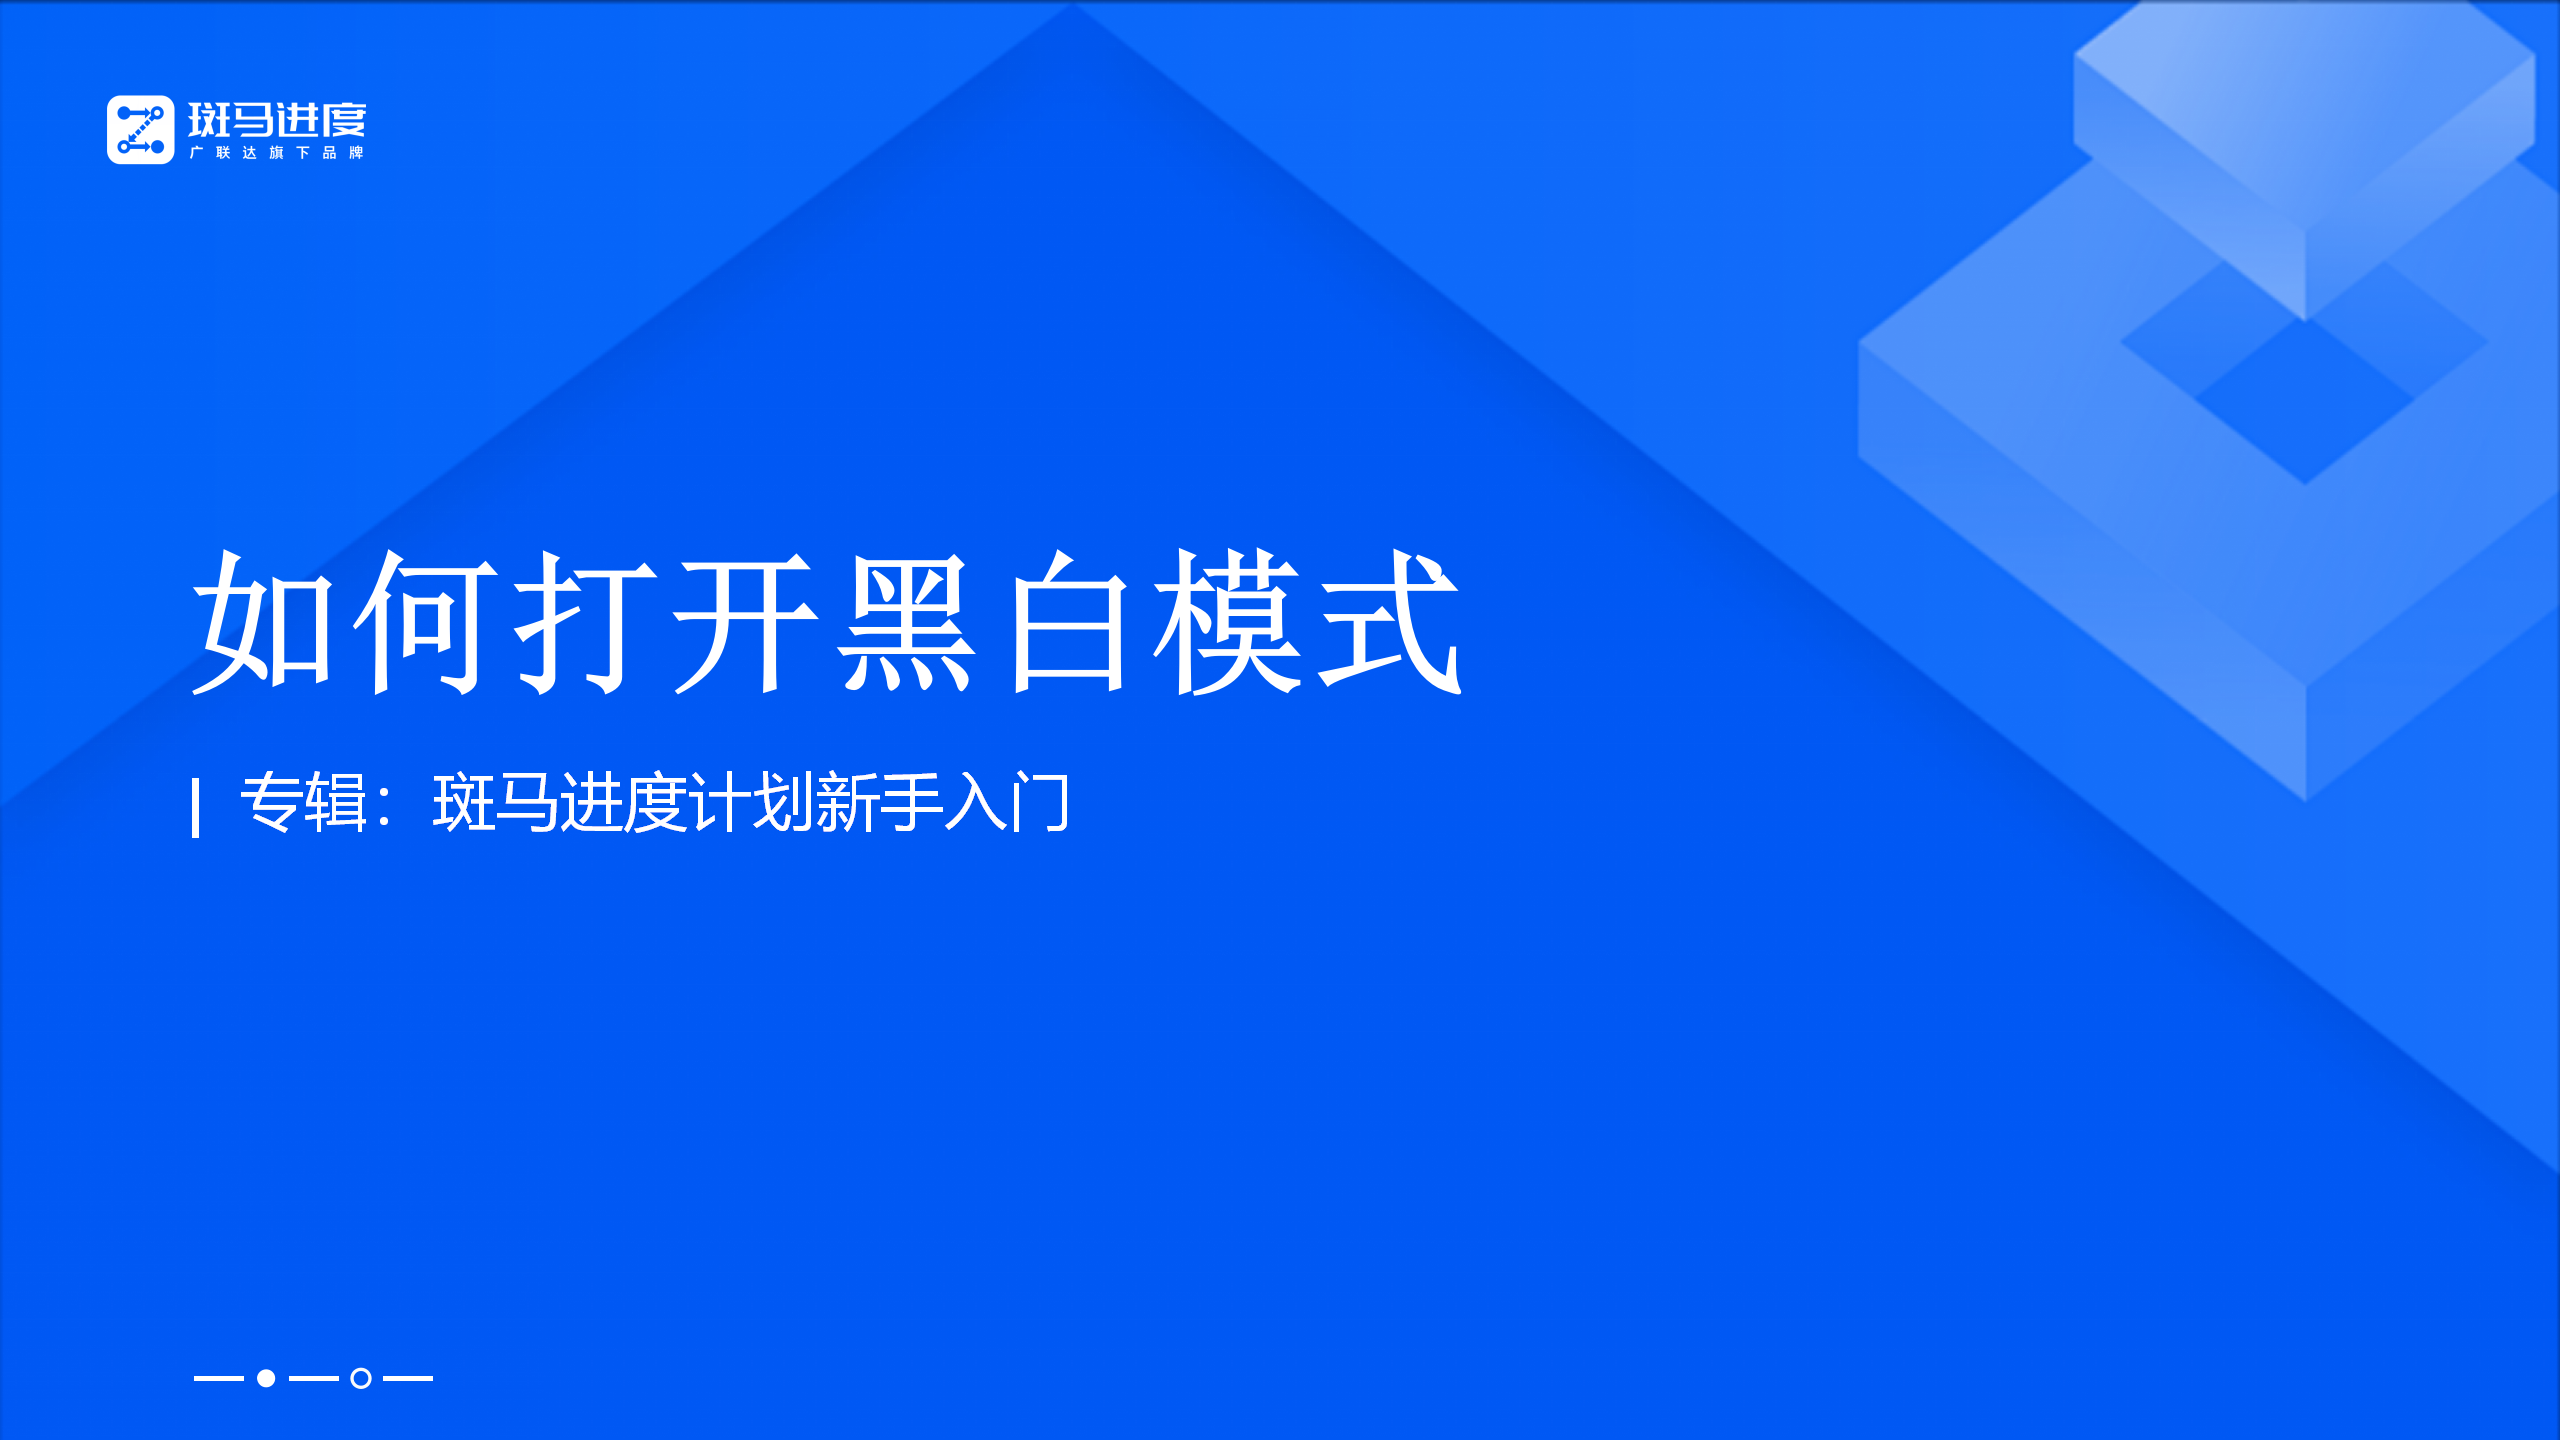 斑马进度
广联达旗下品牌
如何打开黑白模式
专辑：斑马进度计划新手入门